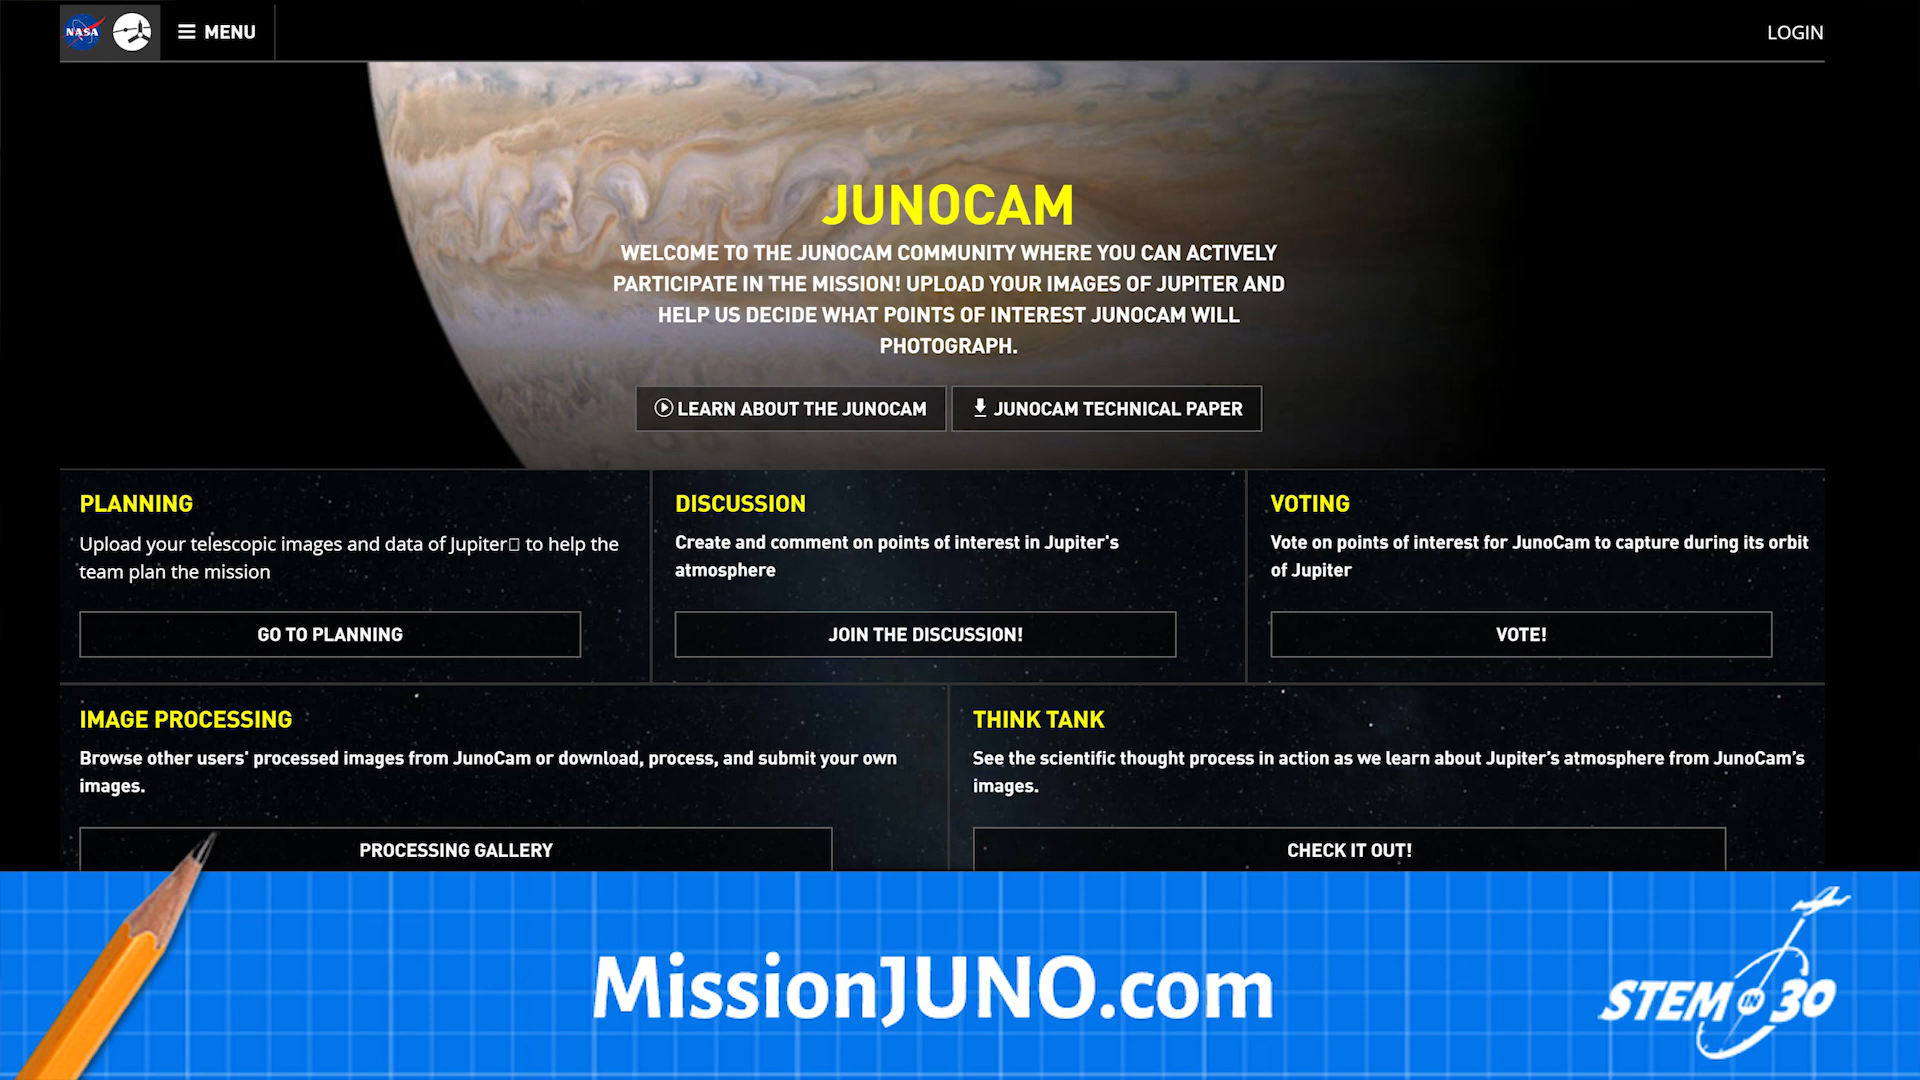 NASA
MENU
LOGIN
JUNOCAM
WELCOME TO THE JUNOCAM COMMUNITY WHERE YOU CAN ACTIVELY
PARTICIPATE IN THE MISSION! UPLOAD YOUR IMAGES OF JUPITER AND
HELP US DECIDE WHAT POINTS OF INTEREST JUNOCAM WILL
PHOTOGRAPH.
LEARN ABOUT THE JUNOCAM
JUNOCAM TECHNICAL PAPER
PLANNING
Upload your telescopic images and data of Jupiter▯ to help the
team plan the mission
GO TO PLANNING
DISCUSSION
Create and comment on points of interest in Jupiter's
atmosphere
JOIN THE DISCUSSION!
VOTING
Vote on points of interest for JunoCam to capture during its orbit
of Jupiter
VOTE!
IMAGE PROCESSING
Browse other users' processed images from JunoCam or download, process, and submit your own
images.
PROCESSING GALLERY
THINK TANK
See the scientific thought process in action as we learn about Jupiter’s atmosphere from JunoCam’s
images.
CHECK IT OUT!
MissionJUNO.com
STEM IN 30